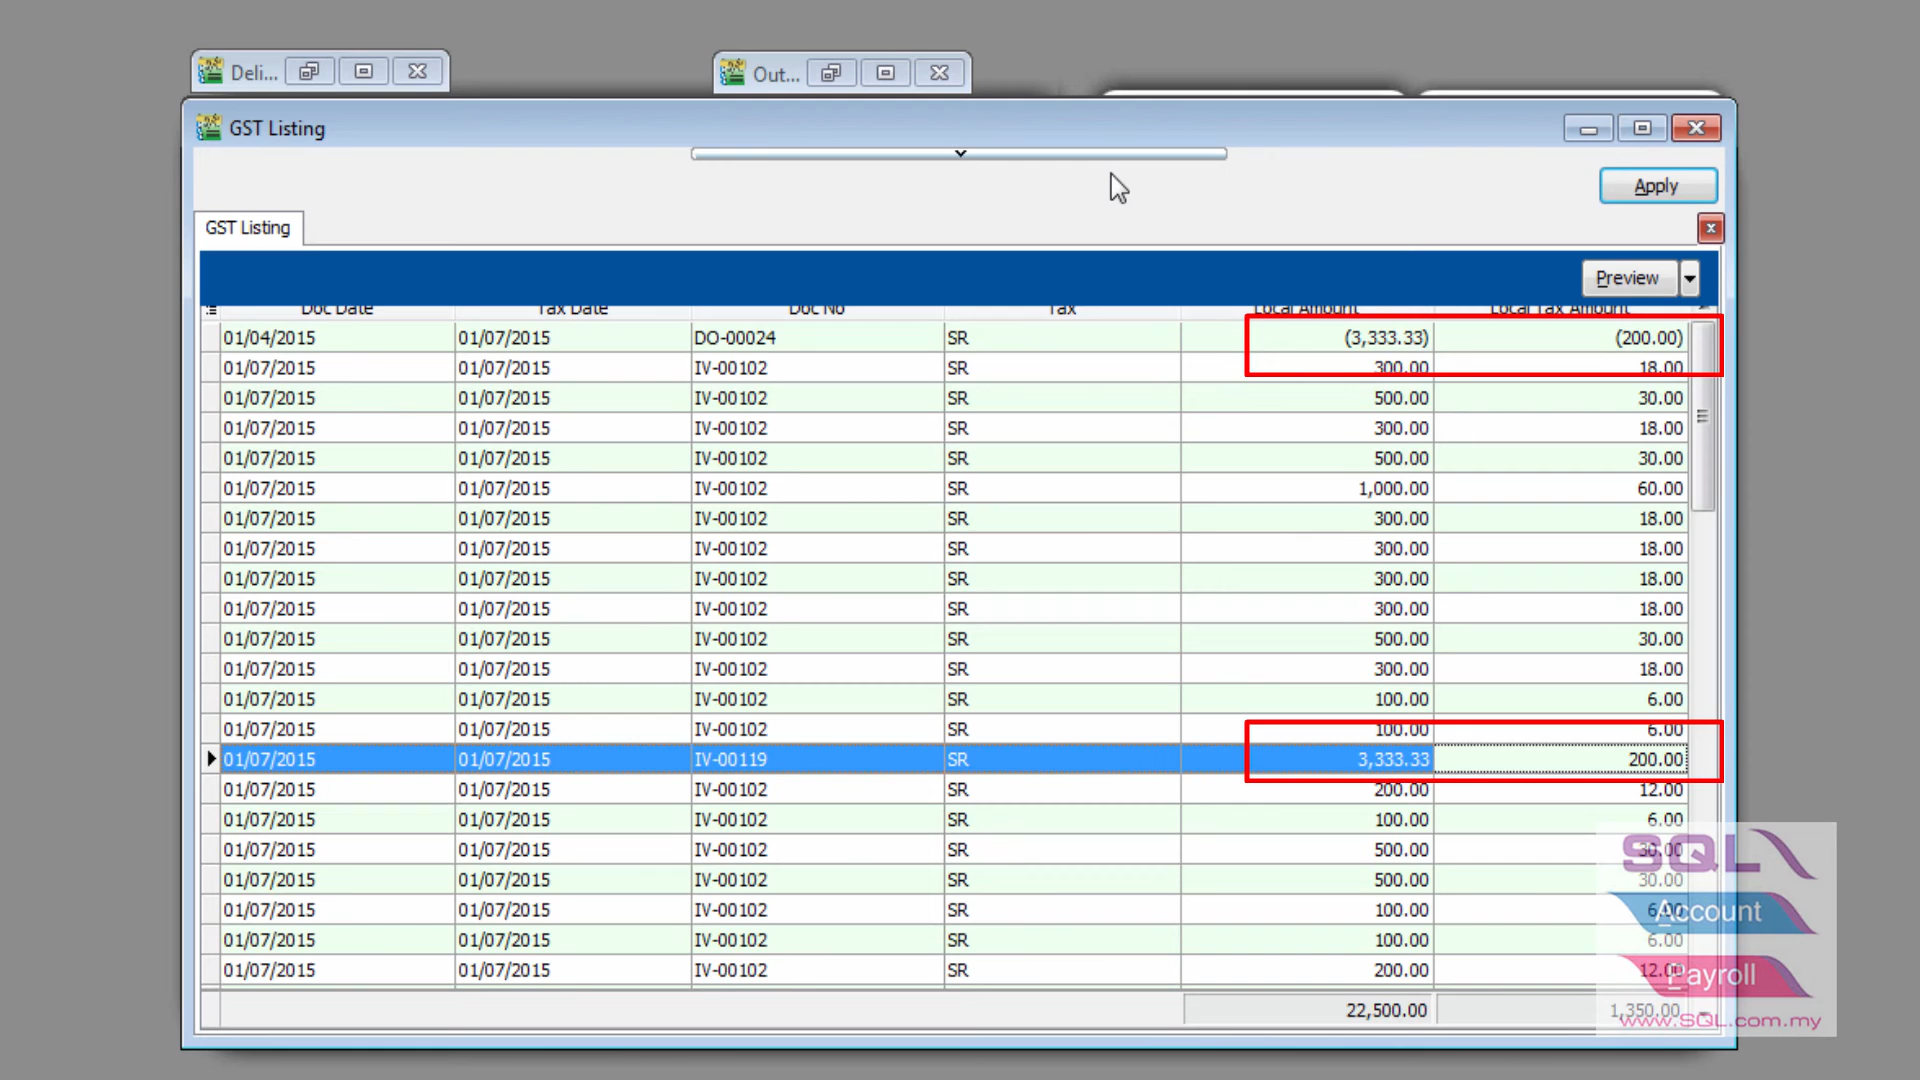 Deli...
Out...
GST Listing
Apply
GST Listing
Preview
Doc Date Tax Date Doc No Tax Local Amount Local Tax Amount
01/04/2015 01/07/2015 DO-00024 SR (3,333.33) (200.00)
01/07/2015 01/07/2015 IV-00102 SR 300.00 18.00
01/07/2015 01/07/2015 IV-00102 SR 500.00 30.00
01/07/2015 01/07/2015 IV-00102 SR 300.00 18.00
01/07/2015 01/07/2015 IV-00102 SR 500.00 30.00
01/07/2015 01/07/2015 IV-00102 SR 1,000.00 60.00
01/07/2015 01/07/2015 IV-00102 SR 300.00 18.00
01/07/2015 01/07/2015 IV-00102 SR 300.00 18.00
01/07/2015 01/07/2015 IV-00102 SR 300.00 18.00
01/07/2015 01/07/2015 IV-00102 SR 300.00 18.00
01/07/2015 01/07/2015 IV-00102 SR 500.00 30.00
01/07/2015 01/07/2015 IV-00102 SR 300.00 18.00
01/07/2015 01/07/2015 IV-00102 SR 100.00 6.00
01/07/2015 01/07/2015 IV-00102 SR 100.00 6.00
01/07/2015 01/07/2015 IV-00119 SR 3,333.33 200.00
01/07/2015 01/07/2015 IV-00102 SR 200.00 12.00
01/07/2015 01/07/2015 IV-00102 SR 100.00 6.00
01/07/2015 01/07/2015 IV-00102 SR 500.00 30.00
01/07/2015 01/07/2015 IV-00102 SR 500.00 30.00
01/07/2015 01/07/2015 IV-00102 SR 100.00 6.00
01/07/2015 01/07/2015 IV-00102 SR 100.00 6.00
01/07/2015 01/07/2015 IV-00102 SR 200.00 12.00
22,500.00 1,350.00
SQL
Account
Payroll
www.SQL.com.my